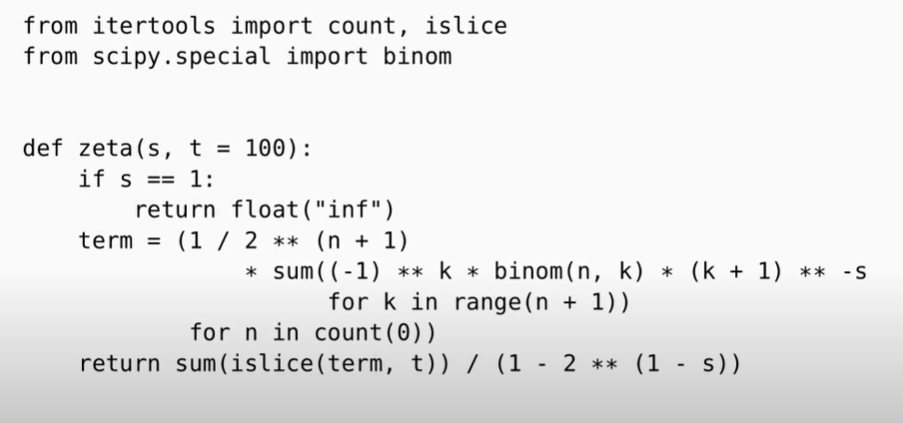 from itertools import count, islice
from scipy.special import binom
def zeta(s, t = 100):
    if s == 1:
        return float("inf")
    term = (1 / 2 ** (n + 1)
                * sum((-1) ** k * binom(n, k) * (k + 1) ** -s
                      for k in range(n + 1))
            for n in count(0))
    return sum(islice(term, t)) / (1 - 2 ** (1 - s))